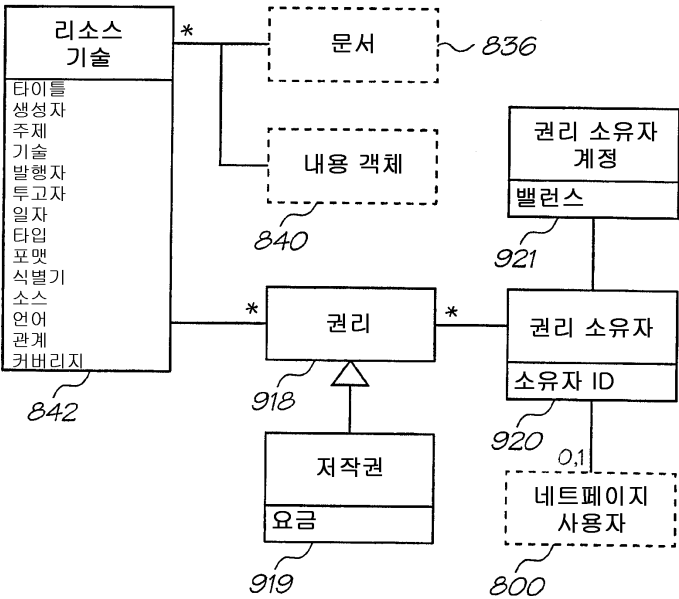 리소스
기술
타이틀
생성자
주제
기술
발행자
투고자
일자
타입
포맷
식별기
소스
언어
관계
커버리지
842
*
문서
836
내용 객체
840
권리 소유자
계정
밸런스
921
*
권리
*
918
권리 소유자
소유자 ID
920
저작권
요금
919
0,1
네트페이지
사용자
800